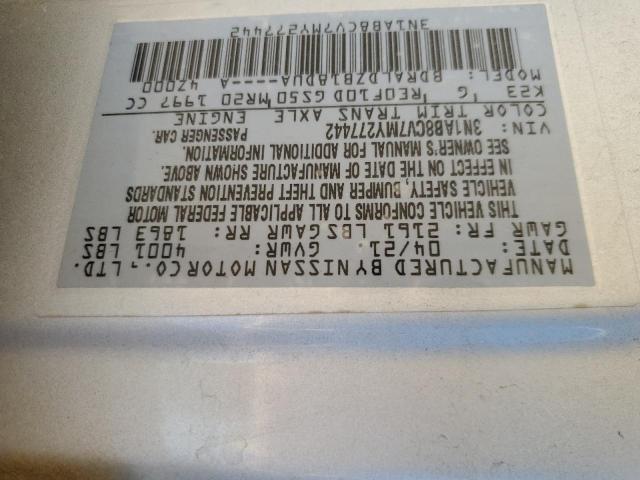 MANUFACTURED BY NISSAN MOTOR CO., LTD.
DATE: 04/21 GVWR: 4001 LBS
GAWR FR: 2161 LBS GAWR RR: 1863 LBS
THIS VEHICLE CONFORMS TO ALL APPLICABLE FEDERAL MOTOR
VEHICLE SAFETY, BUMPER AND THEFT PREVENTION STANDARDS
IN EFFECT ON THE DATE OF MANUFACTURE SHOWN ABOVE.
SEE OWNER'S MANUAL FOR ADDITIONAL INFORMATION.
VIN: 3N1AB8CV7MY277442 PASSENGER CAR.
COLOR TRIM TRANS AXLE ENGINE
K23 G RE0F10D GS50 MR20 1997 CC
MODEL: BDRALDZB18DUA----A 47000
3N1AB8CV7MY277442